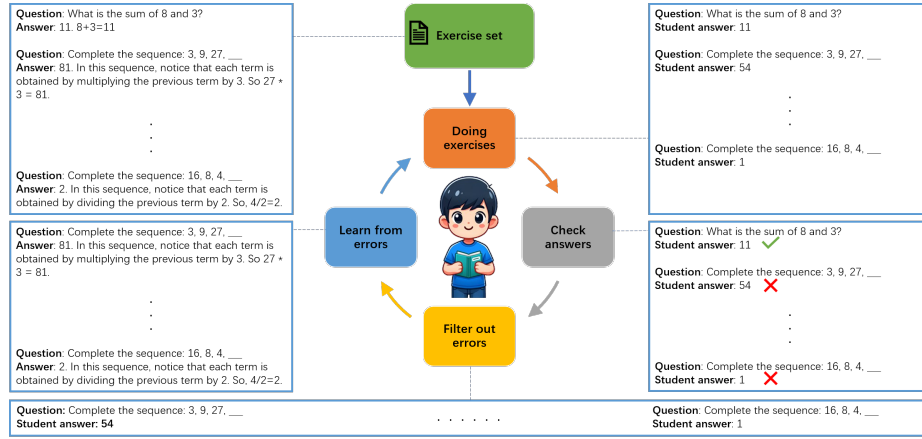 Question: What is the sum of 8 and 3?
Answer: 11. 8+3=11
Question: Complete the sequence: 3, 9, 27, __
Answer: 81. In this sequence, notice that each term is
obtained by multiplying the previous term by 3. So 27 *
3 = 81.
.
.
.
Question: Complete the sequence: 16, 8, 4, __
Answer: 2. In this sequence, notice that each term is
obtained by dividing the previous term by 2. So, 4/2=2.
Exercise set
Doing
exercises
Learn from
errors
Check
answers
Filter out
errors
Question: What is the sum of 8 and 3?
Student answer: 11
Question: Complete the sequence: 3, 9, 27, __
Student answer: 54
.
.
.
Question: Complete the sequence: 16, 8, 4, __
Student answer: 1
Question: Complete the sequence: 3, 9, 27, __
Answer: 81. In this sequence, notice that each term is
obtained by multiplying the previous term by 3. So 27 *
3 = 81.
.
.
.
Question: Complete the sequence: 16, 8, 4, __
Answer: 2. In this sequence, notice that each term is
obtained by dividing the previous term by 2. So, 4/2=2.
Question: What is the sum of 8 and 3?
Student answer: 11
Question: Complete the sequence: 3, 9, 27, __
Student answer: 54
.
.
.
Question: Complete the sequence: 16, 8, 4, __
Student answer: 1
Question: Complete the sequence: 3, 9, 27, __
Student answer: 54
. . . . . .
Question: Complete the sequence: 16, 8, 4, __
Student answer: 1